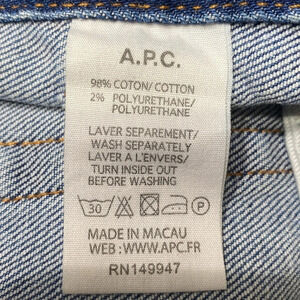 A.P.C.
98% COTON/ COTTON
2% POLYURETHANE/
POLYURETHANE
LAVER SEPAREMENT/
WASH SEPARATELY
LAVER A L'ENVERS/
TURN INSIDE OUT
BEFORE WASHING
30 P
MADE IN MACAU
WEB : WWW.APC.FR
RN149947